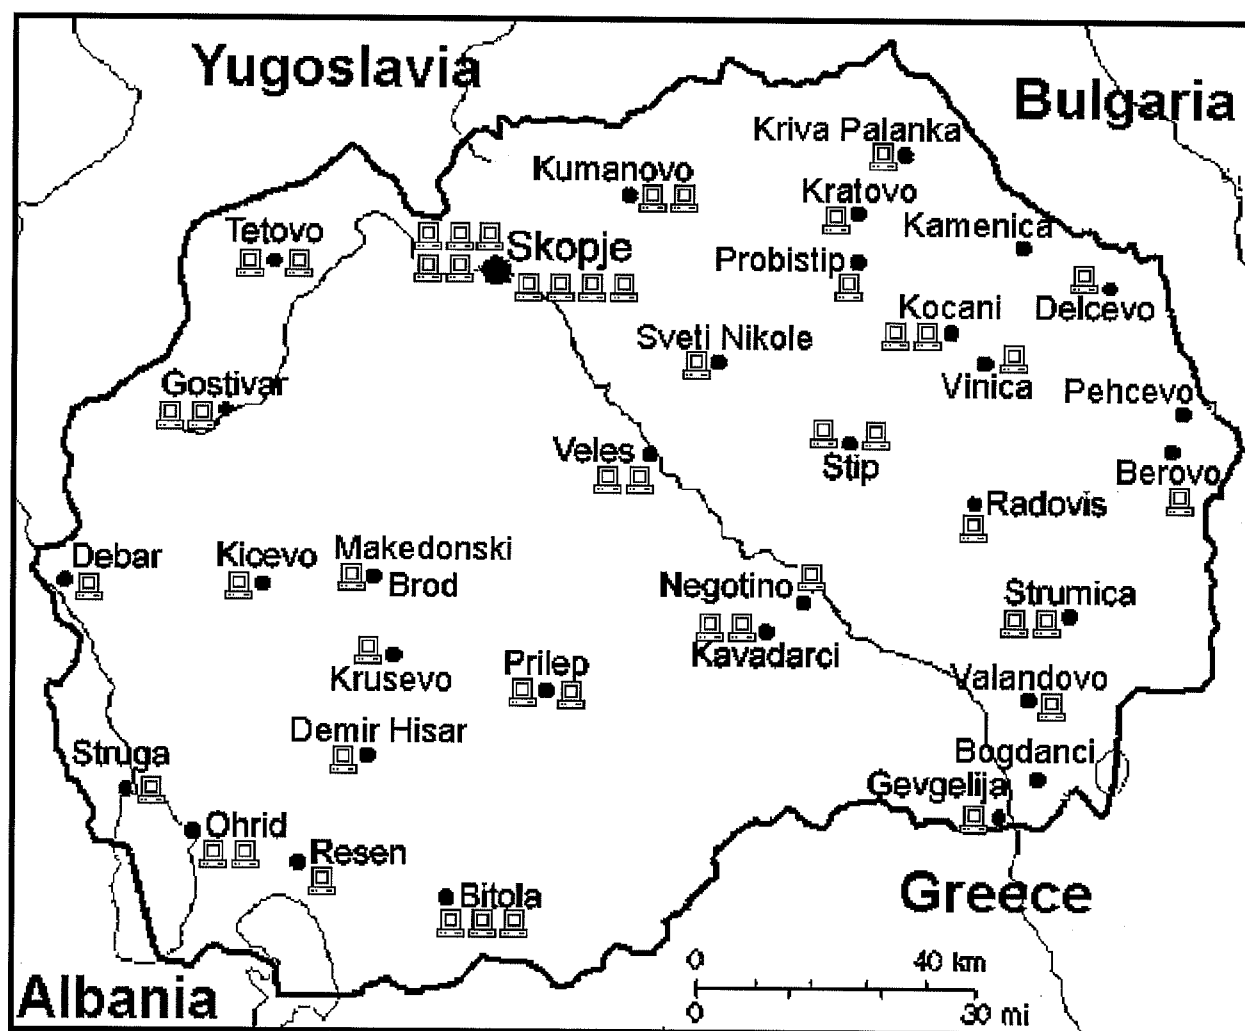 Yugoslavia
Bulgaria
Kriva Palanka
Kumanovo
Kratovo
Tetovo
Skopje
Kamenica
Probistip
Delcevo
Kocani
Sveti Nikole
Vinica
Gostivar
Pehcevo
Veles
Stip
Berovo
Radovis
Debar
Kicevo
Makedonski
Brod
Negotino
Strumica
Kavadarci
Krusevo
Prilep
Valandovo
Demir Hisar
Struga
Bogdanci
Gevgelija
Ohrid
Resen
Bitola
Greece
Albania
0 40 km
0 30 mi